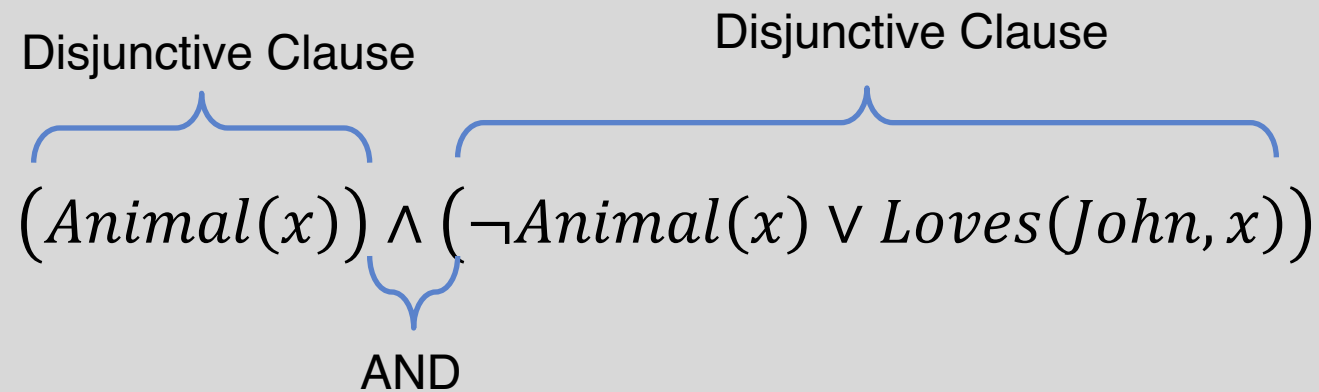 Disjunctive Clause
Disjunctive Clause
(Animal(x)) ∧ (¬Animal(x) ∨ Loves(John, x))
AND